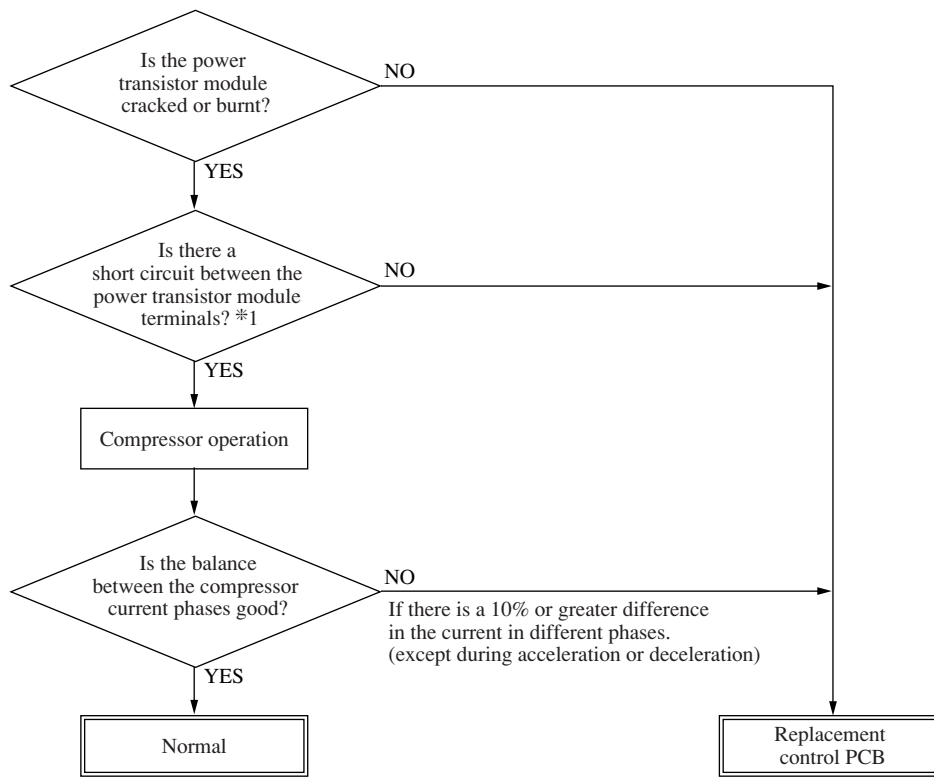 Is the power
transistor module
cracked or burnt?
NO
YES
Is there a
short circuit between the
power transistor module
terminals? *1
NO
YES
Compressor operation
Is the balance
between the compressor
current phases good?
NO
If there is a 10% or greater difference
in the current in different phases.
(except during acceleration or deceleration)
YES
Normal
Replacement
control PCB